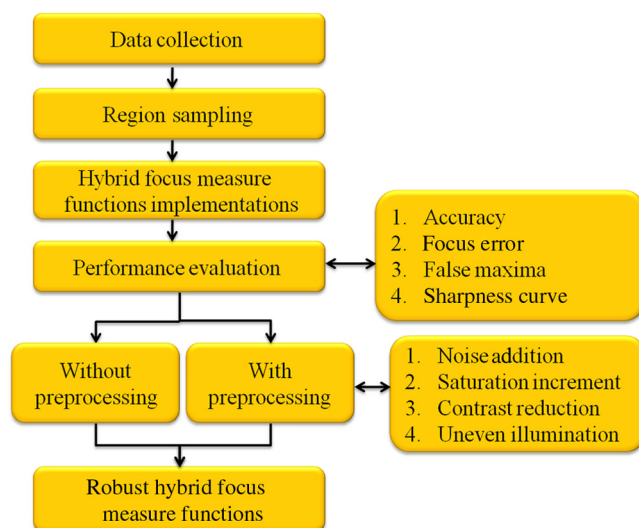 Data collection
Region sampling
Hybrid focus measure
functions implementations
Performance evaluation
1. Accuracy
2. Focus error
3. False maxima
4. Sharpness curve
Without
preprocessing
With
preprocessing
1. Noise addition
2. Saturation increment
3. Contrast reduction
4. Uneven illumination
Robust hybrid focus
measure functions